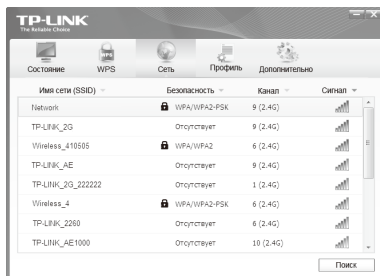 TP-LINK
The Reliable Choice
Состояние WPS Сеть Профиль Дополнительно
Имя сети (SSID) Безопасность Канал Сигнал
Network WPA/WPA2-PSK 9 (2.4G)
TP-LINK_2G Отсутствует 9 (2.4G)
Wireless_410505 WPA/WPA2 6 (2.4G)
TP-LINK_AE Отсутствует 9 (2.4G)
TP-LINK_2G_222222 Отсутствует 1 (2.4G)
Wireless_4 WPA/WPA2-PSK 6 (2.4G)
TP-LINK_2260 Отсутствует 6 (2.4G)
TP-LINK_AE1000 Отсутствует 10 (2.4G)
Поиск